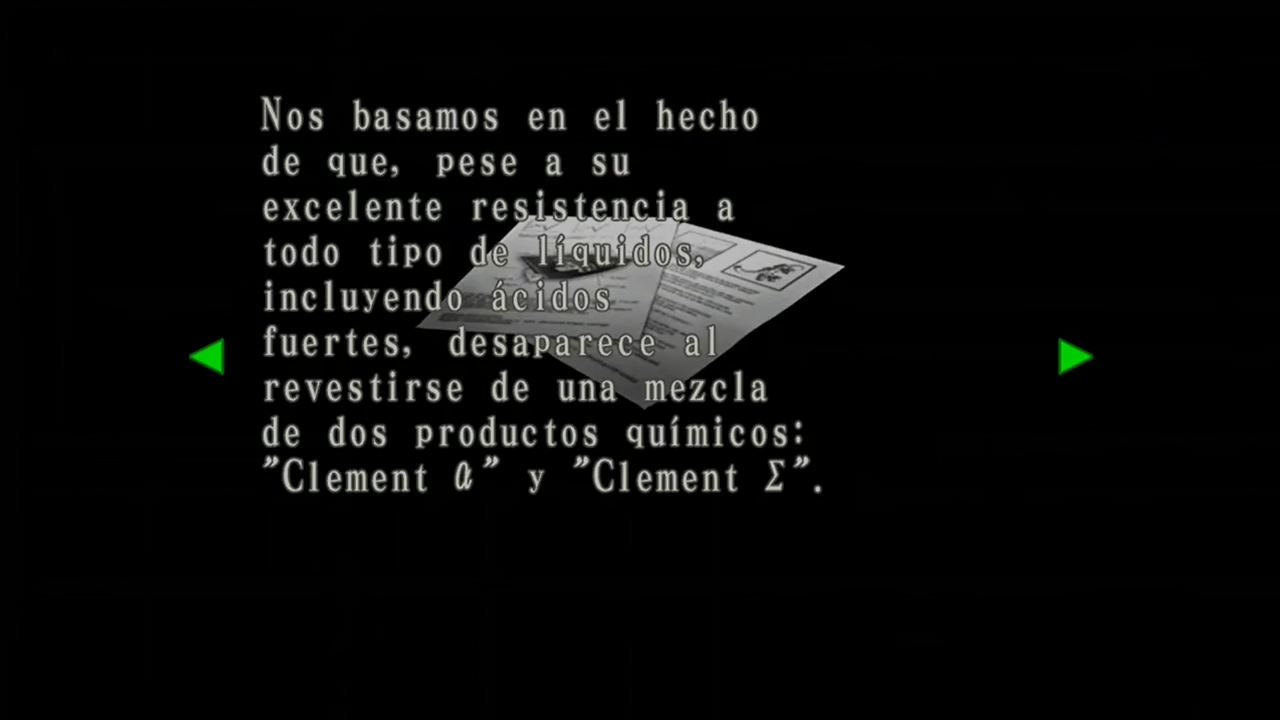 Nos basamos en el hecho
de que, pese a su
excelente resistencia a
todo tipo de líquidos,
incluyendo ácidos
fuertes, desaparece al
revestirse de una mezcla
de dos productos químicos:
"Clement α" y "Clement Σ".